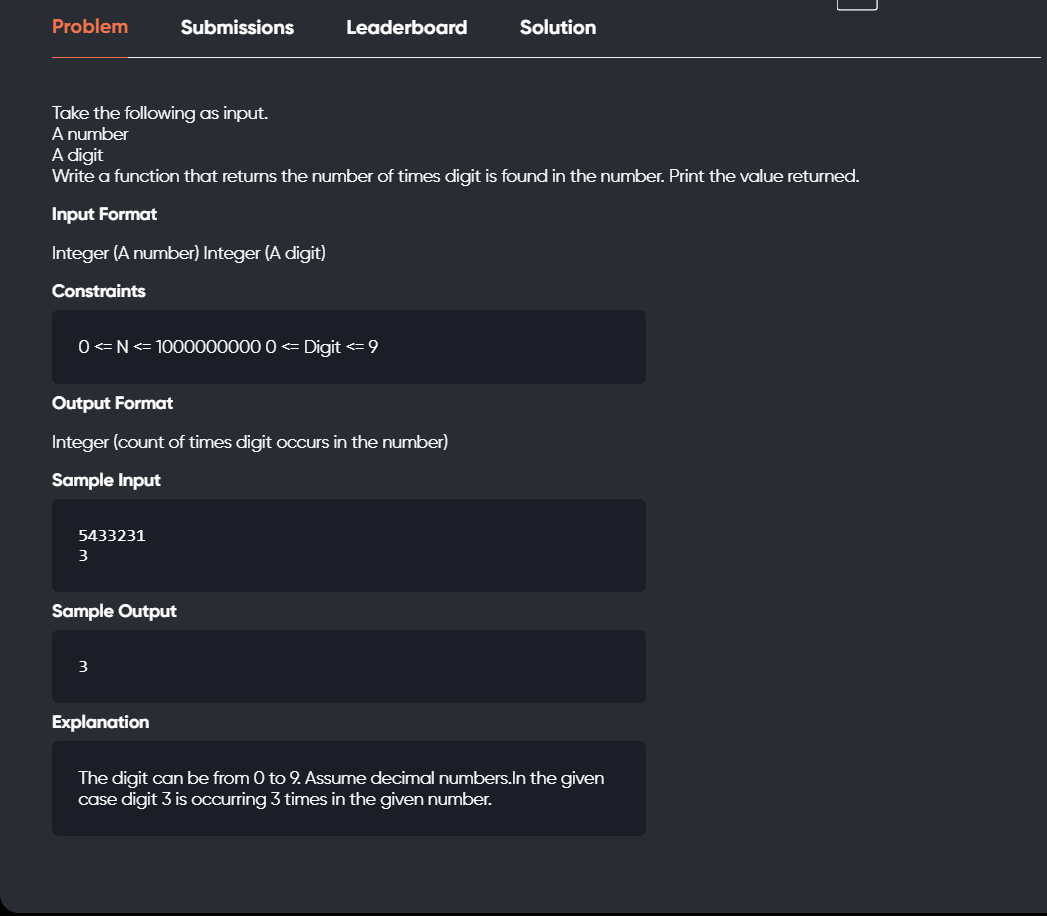 Problem Submissions Leaderboard Solution
Take the following as input.
A number
A digit
Write a function that returns the number of times digit is found in the number. Print the value returned.
Input Format
Integer (A number) Integer (A digit)
Constraints
0 <= N <= 1000000000 0 <= Digit <= 9
Output Format
Integer (count of times digit occurs in the number)
Sample Input
5433231
3
Sample Output
3
Explanation
The digit can be from 0 to 9. Assume decimal numbers.In the given
case digit 3 is occurring 3 times in the given number.